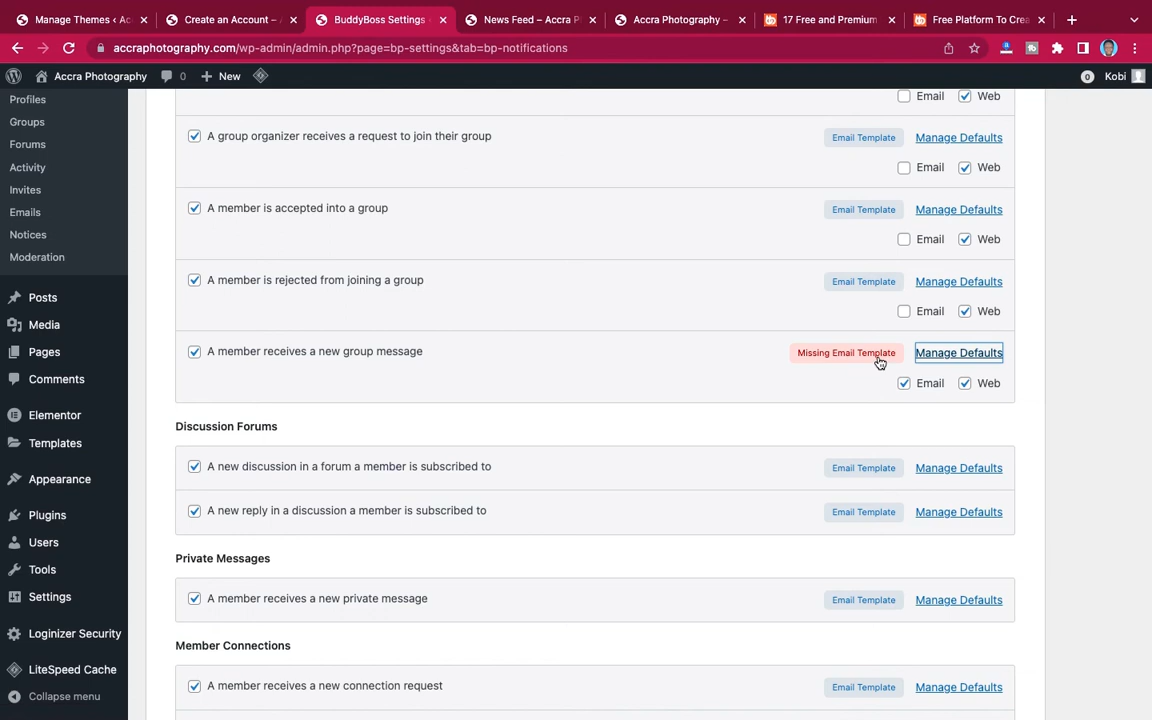 Manage Themes ‹ Acc
Create an Account –
BuddyBoss Settings ‹
News Feed – Accra P
Accra Photography –
17 Free and Premium
Free Platform To Crea
accraphotography.com/wp-admin/admin.php?page=bp-settings&tab=bp-notifications
Accra Photography
0
New
0
Kobi
Profiles
Groups
Forums
Activity
Invites
Emails
Notices
Moderation
Posts
Media
Pages
Comments
Elementor
Templates
Appearance
Plugins
Users
Tools
Settings
Loginizer Security
LiteSpeed Cache
Collapse menu
Email Web
A group organizer receives a request to join their group Email Template Manage Defaults
Email Web
A member is accepted into a group Email Template Manage Defaults
Email Web
A member is rejected from joining a group Email Template Manage Defaults
Email Web
A member receives a new group message Missing Email Template Manage Defaults
Email Web
Discussion Forums
A new discussion in a forum a member is subscribed to Email Template Manage Defaults
A new reply in a discussion a member is subscribed to Email Template Manage Defaults
Private Messages
A member receives a new private message Email Template Manage Defaults
Member Connections
A member receives a new connection request Email Template Manage Defaults